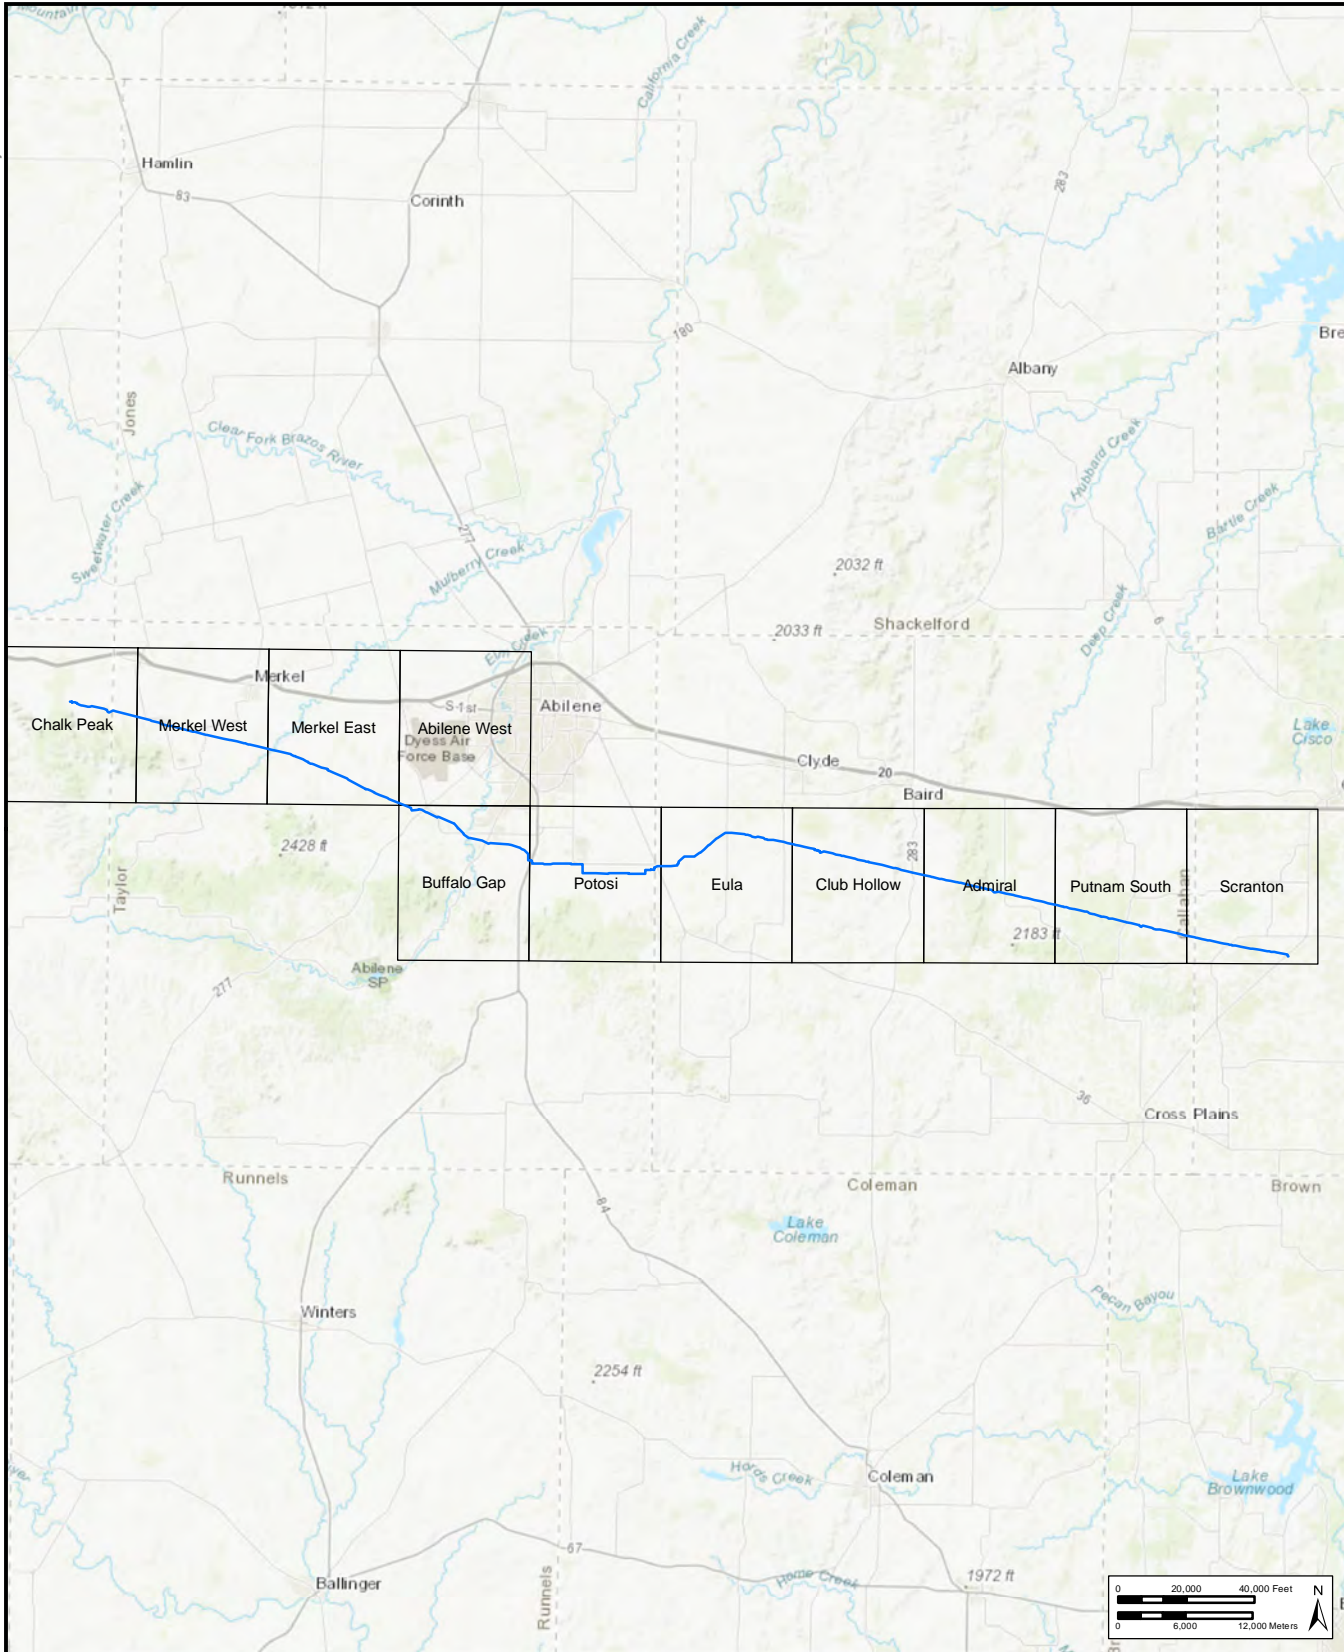 Mountain
California Creek
Hamlin
83
Corinth
283
180
Albany
Jones
Clear Fork Brazos River
Hubbard Creek
Sweetwater Creek
277
Mulberry Creek
Bartle Creek
2032 ft
Deep Creek
6
2033 ft
Shackelford
Elm Creek
Merkel
S 1st
Abilene
Chalk Peak
Merkel West
Merkel East
Abilene West
Dyess Air
Force Base
Lake
Cisco
Clyde
20
Baird
2428 ft
283
Taylor
Buffalo Gap
Potosi
Eula
Club Hollow
Admiral
Putnam South
Callahan
Scranton
2183 ft
Abilene
SP
277
36
Cross Plains
Runnels
Coleman
Brown
84
Lake
Coleman
Pecan Bayou
Winters
2254 ft
Hords Creek
Coleman
Lake
Brownwood
67
Ballinger
Runnels
Home Creek
1972 ft
0 20,000 40,000 Feet
N
0 6,000 12,000 Meters